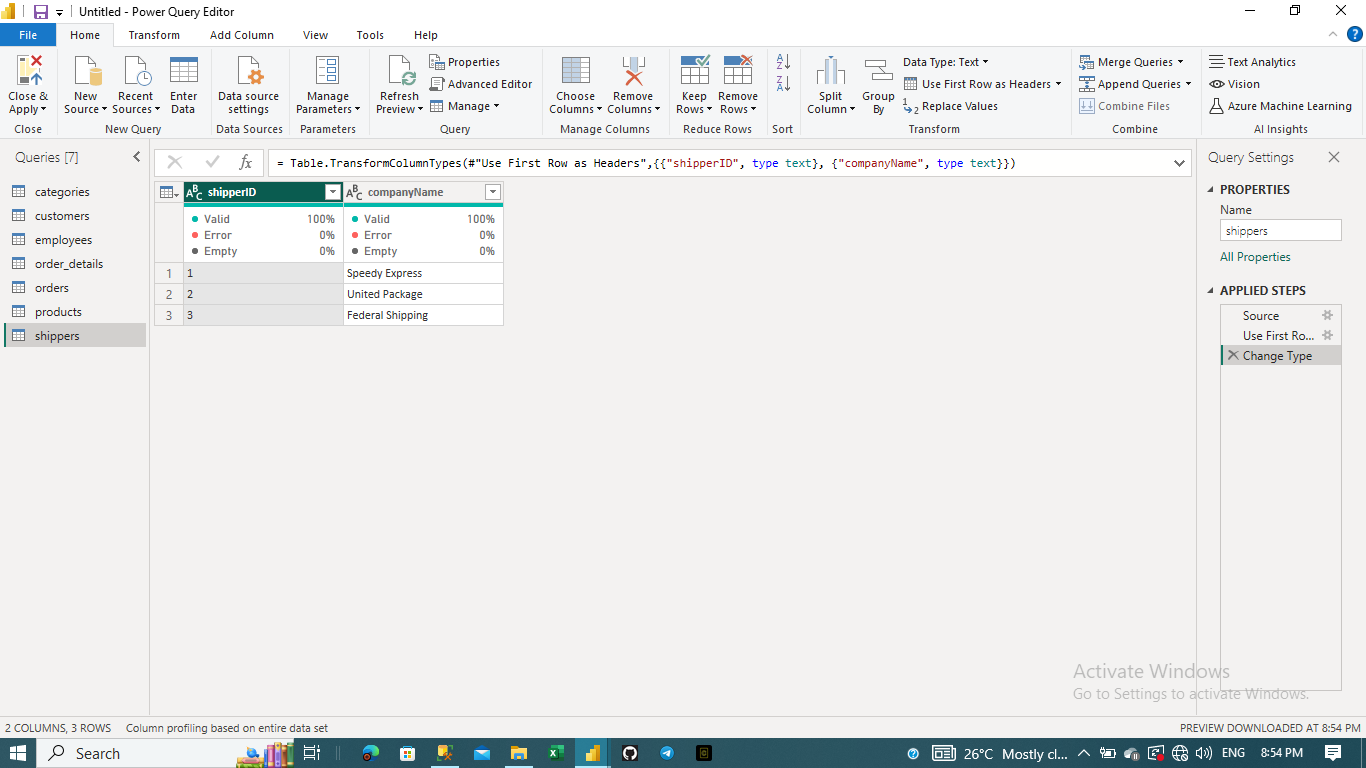 Untitled - Power Query Editor
File Home Transform Add Column View Tools Help
Close & Apply
Close
New Source
Recent Sources
Enter Data
New Query
Data source settings
Data Sources
Manage Parameters
Parameters
Refresh Preview
Properties
Advanced Editor
Manage
Query
Choose Columns
Remove Columns
Manage Columns
Keep Rows
Remove Rows
Reduce Rows
Sort
Split Column
Group By
Data Type: Text
Use First Row as Headers
Replace Values
Transform
Merge Queries
Append Queries
Combine Files
Combine
Text Analytics
Vision
Azure Machine Learning
AI Insights
Queries [7]
categories
customers
employees
order_details
orders
products
shippers
= Table.TransformColumnTypes(#"Use First Row as Headers",{{"shipperID", type text}, {"companyName", type text}})
shipperID companyName
Valid 100% Valid 100%
Error 0% Error 0%
Empty 0% Empty 0%
1 1 Speedy Express
2 2 United Package
3 3 Federal Shipping
Query Settings
PROPERTIES
Name
shippers
All Properties
APPLIED STEPS
Source
Use First Ro...
Change Type
Activate Windows
Go to Settings to activate Windows.
2 COLUMNS, 3 ROWS Column profiling based on entire data set
PREVIEW DOWNLOADED AT 8:54 PM
Search
26°C Mostly cl... ENG 8:54 PM